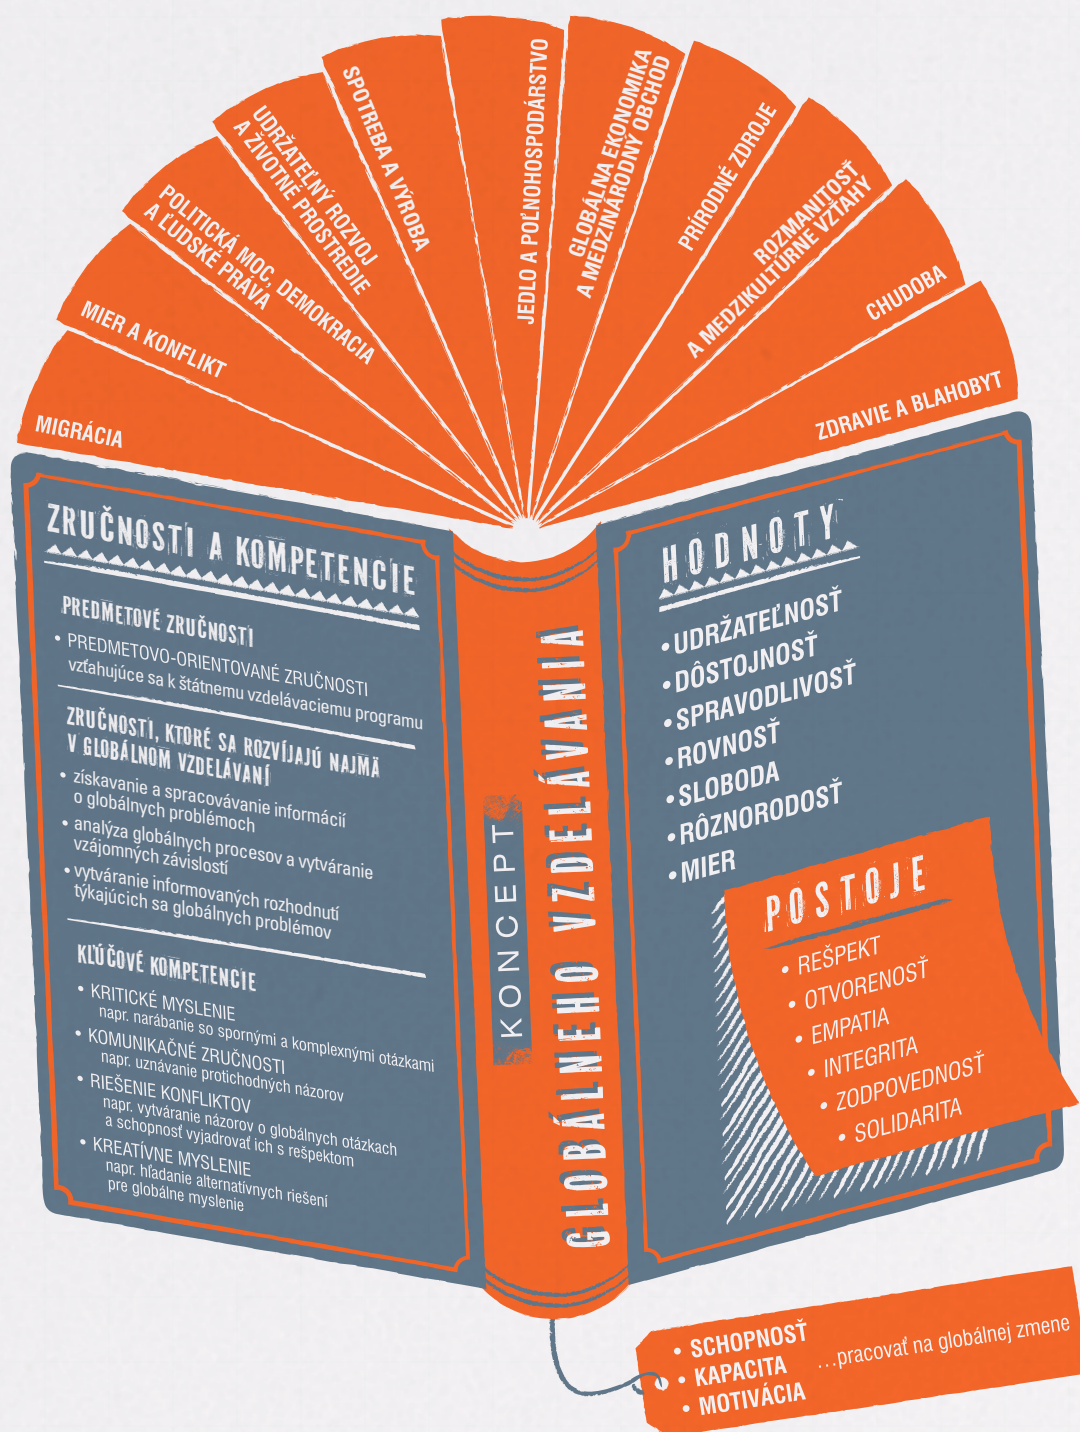 MIGRÁCIA
MIER A KONFLIKT
POLITICKÁ MOC, DEMOKRACIA
A ĽUDSKÉ PRÁVA
UDRŽATEĽNÝ ROZVOJ
A ŽIVOTNÉ PROSTREDIE
SPOTREBA A VÝROBA
JEDLO A POĽNOHOSPODÁRSTVO
GLOBÁLNA EKONOMIKA
A MEDZINÁRODNÝ OBCHOD
PRÍRODNÉ ZDROJE
ROZMANITOSŤ
A MEDZIKULTÚRNE VZŤAHY
CHUDOBA
ZDRAVIE A BLAHOBYT
ZRUČNOSTI A KOMPETENCIE
PREDMETOVÉ ZRUČNOSTI
• PREDMETOVO-ORIENTOVANÉ ZRUČNOSTI
vzťahujúce sa k štátnemu vzdelávaciemu programu
ZRUČNOSTI, KTORÉ SA ROZVÍJAJÚ NAJMÄ
V GLOBÁLNOM VZDELÁVANÍ
• získavanie a spracovávanie informácií
o globálnych problémoch
• analýza globálnych procesov a vytváranie
vzájomných závislostí
• vytváranie informovaných rozhodnutí
týkajúcich sa globálnych problémov
KĽÚČOVÉ KOMPETENCIE
• KRITICKÉ MYSLENIE
napr. narábanie so spornými a komplexnými otázkami
• KOMUNIKAČNÉ ZRUČNOSTI
napr. uznávanie protichodných názorov
• RIEŠENIE KONFLIKTOV
napr. vytváranie názorov o globálnych otázkach
a schopnosť vyjadrovať ich s rešpektom
• KREATÍVNE MYSLENIE
napr. hľadanie alternatívnych riešení
pre globálne myslenie
KONCEPT
GLOBÁLNEHO VZDELÁVANIA
HODNOTY
• UDRŽATEĽNOSŤ
• DÔSTOJNOSŤ
• SPRAVODLIVOSŤ
• ROVNOSŤ
• SLOBODA
• RÔZNORODOSŤ
• MIER
POSTOJE
• REŠPEKT
• OTVORENOSŤ
• EMPATIA
• INTEGRITA
• ZODPOVEDNOSŤ
• SOLIDARITA
• SCHOPNOSŤ
• KAPACITA
• MOTIVÁCIA
...pracovať na globálnej zmene